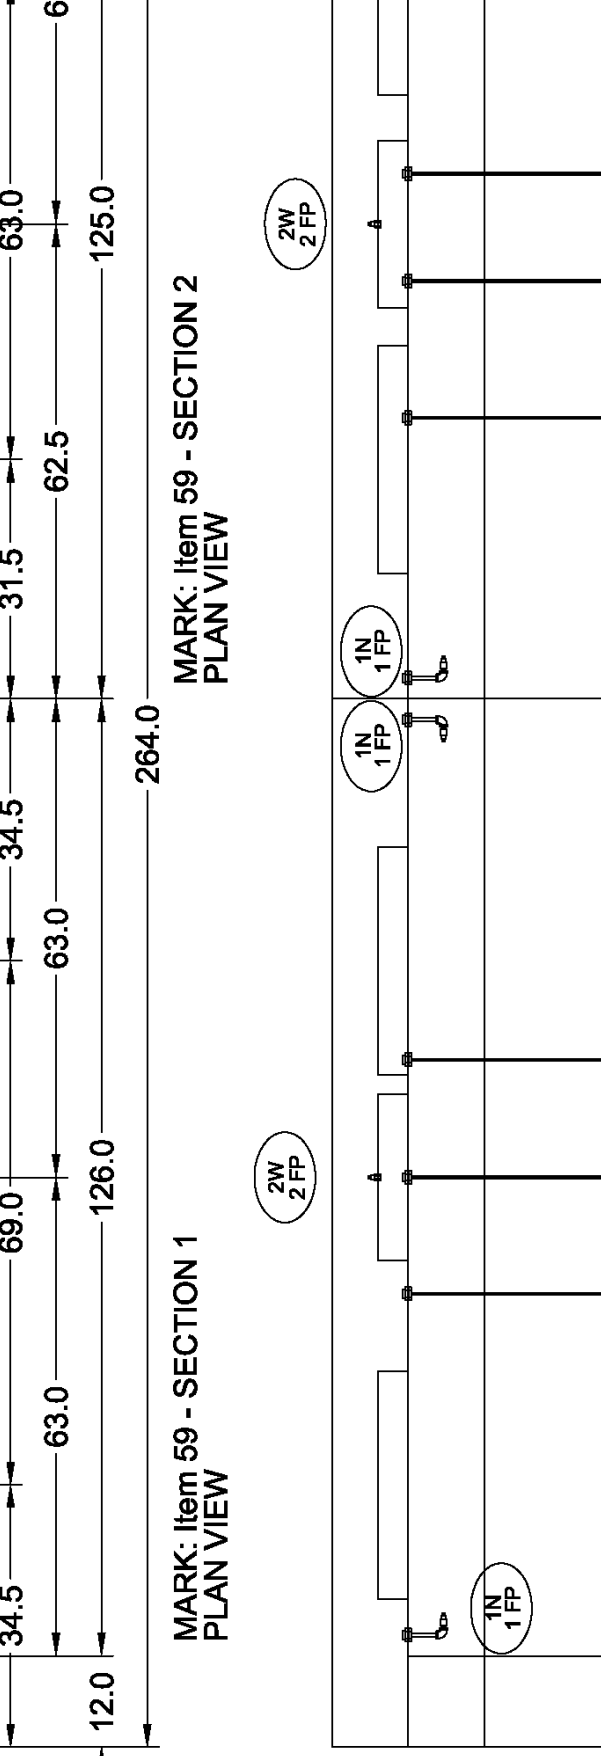 34.5 69.0 34.5 31.5 63.0
63.0 63.0 62.5
12.0 126.0 125.0
264.0
MARK: Item 59 - SECTION 1
PLAN VIEW
MARK: Item 59 - SECTION 2
PLAN VIEW
2W
2 FP
2W
2 FP
1N
1 FP
1N
1 FP
1N
1 FP